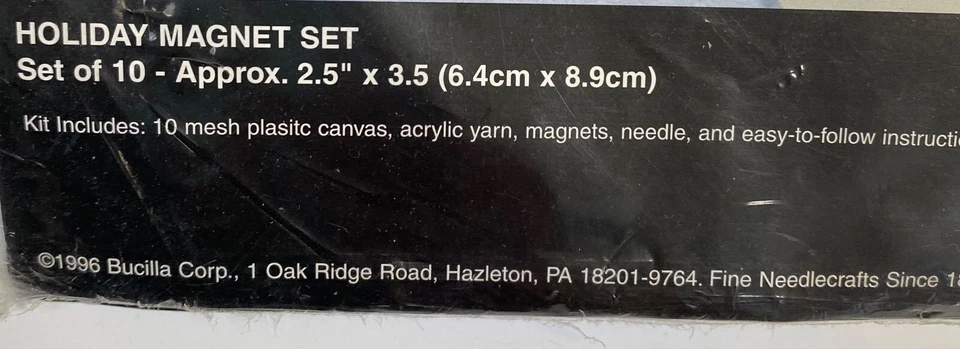 HOLIDAY MAGNET SET
Set of 10 - Approx. 2.5" x 3.5 (6.4cm x 8.9cm)
Kit Includes: 10 mesh plasitc canvas, acrylic yarn, magnets, needle, and easy-to-follow
©1996 Bucilla Corp., 1 Oak Ridge Road, Hazleton, PA 18201-9764. Fine Needlecrafts Since